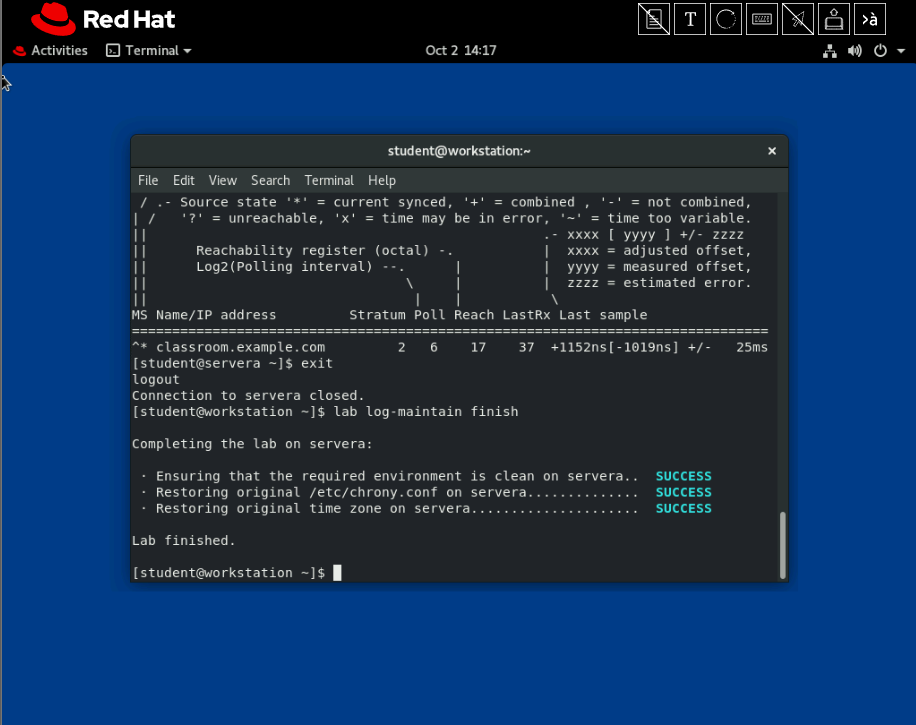 Red Hat
T
>à
Activities Terminal Oct 2 14:17
student@workstation:~ ×
File Edit View Search Terminal Help
 / .- Source state '*' = current synced, '+' = combined , '-' = not combined,
| /   '?' = unreachable, 'x' = time may be in error, '~' = time too variable.
||                                                 .- xxxx [ yyyy ] +/- zzzz
||      Reachability register (octal) -.           |  xxxx = adjusted offset,
||      Log2(Polling interval) --.      |          |  yyyy = measured offset,
||                                \     |          |  zzzz = estimated error.
||                                 |    |           \
MS Name/IP address         Stratum Poll Reach LastRx Last sample
===============================================================================
^* classroom.example.com         2   6    17    37  +1152ns[-1019ns] +/-   25ms
[student@servera ~]$ exit
logout
Connection to servera closed.
[student@workstation ~]$ lab log-maintain finish
Completing the lab on servera:
 · Ensuring that the required environment is clean on servera..  SUCCESS
 · Restoring original /etc/chrony.conf on servera..............  SUCCESS
 · Restoring original time zone on servera.....................  SUCCESS
Lab finished.
[student@workstation ~]$